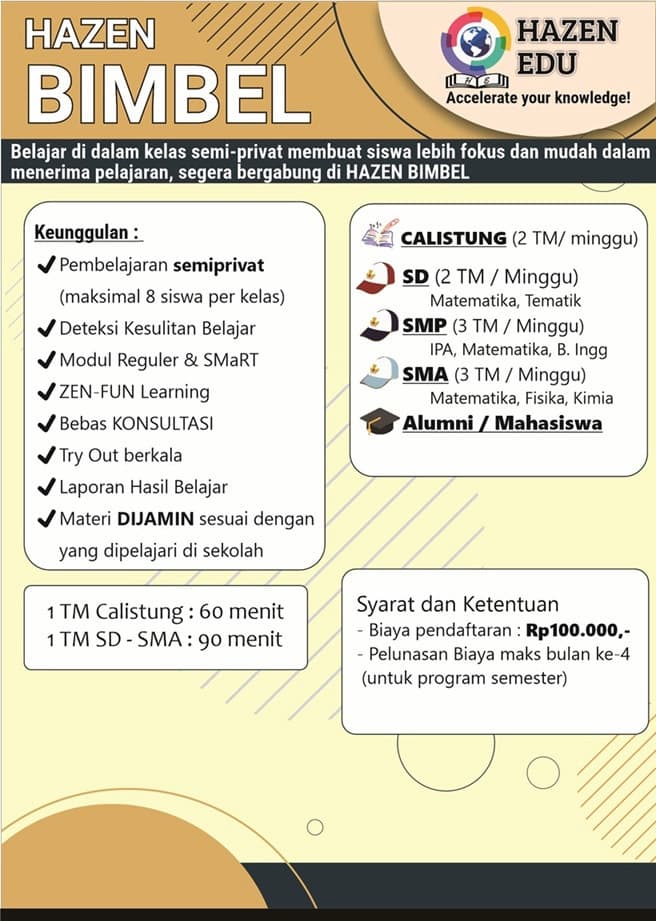 HAZEN
BIMBEL
HAZEN
EDU
H E
Accelerate your knowledge!
Belajar di dalam kelas semi-privat membuat siswa lebih fokus dan mudah dalam
menerima pelajaran, segera bergabung di HAZEN BIMBEL
Keunggulan :
Pembelajaran semiprivat
(maksimal 8 siswa per kelas)
Deteksi Kesulitan Belajar
Modul Reguler & SMaRT
ZEN-FUN Learning
Bebas KONSULTASI
Try Out berkala
Laporan Hasil Belajar
Materi DIJAMIN sesuai dengan
yang dipelajari di sekolah
CALISTUNG (2 TM/ minggu)
SD (2 TM / Minggu)
Matematika, Tematik
SMP (3 TM / Minggu)
IPA, Matematika, B. Ingg
SMA (3 TM / Minggu)
Matematika, Fisika, Kimia
Alumni / Mahasiswa
1 TM Calistung : 60 menit
1 TM SD - SMA : 90 menit
Syarat dan Ketentuan
- Biaya pendaftaran : Rp100.000,-
- Pelunasan Biaya maks bulan ke-4
(untuk program semester)